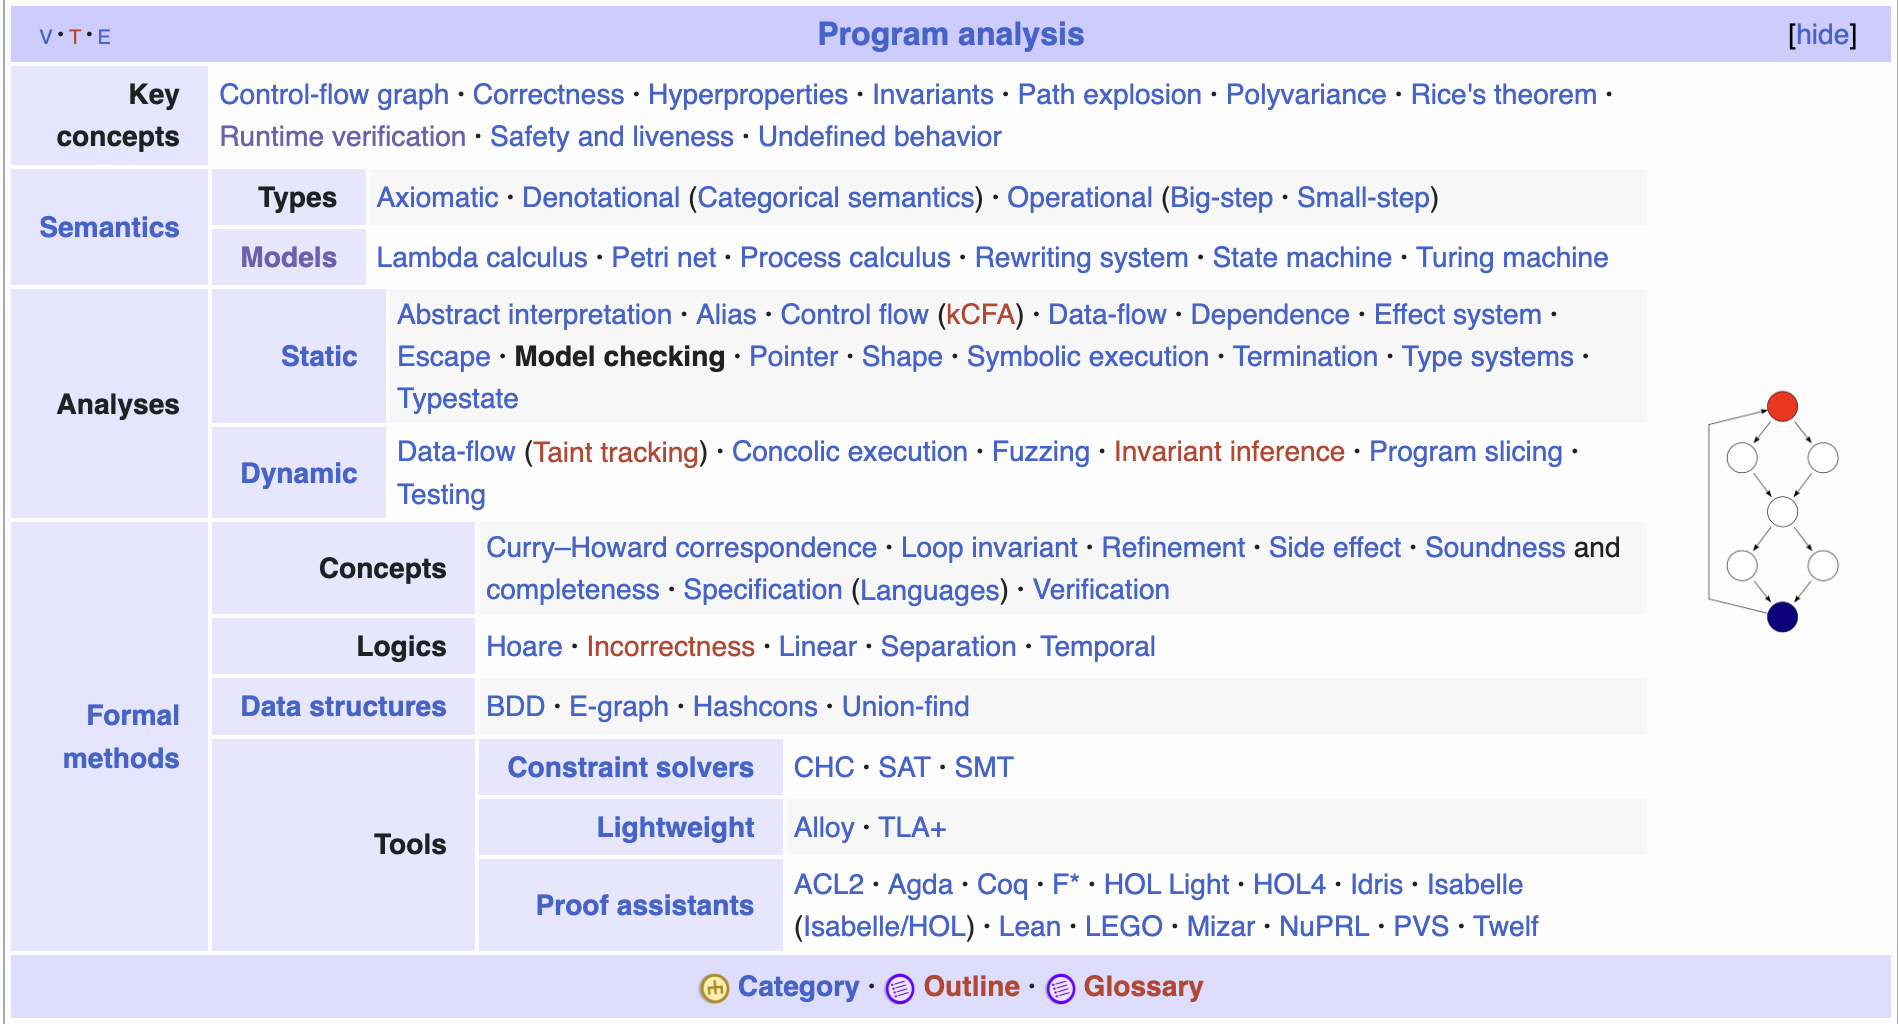 V · T · E
Program analysis
[hide]
Key
concepts
Control-flow graph · Correctness · Hyperproperties · Invariants · Path explosion · Polyvariance · Rice's theorem ·
Runtime verification · Safety and liveness · Undefined behavior
Semantics
Types
Axiomatic · Denotational (Categorical semantics) · Operational (Big-step · Small-step)
Models
Lambda calculus · Petri net · Process calculus · Rewriting system · State machine · Turing machine
Analyses
Static
Abstract interpretation · Alias · Control flow (kCFA) · Data-flow · Dependence · Effect system ·
Escape · Model checking · Pointer · Shape · Symbolic execution · Termination · Type systems ·
Typestate
Dynamic
Data-flow (Taint tracking) · Concolic execution · Fuzzing · Invariant inference · Program slicing ·
Testing
Formal
methods
Concepts
Curry–Howard correspondence · Loop invariant · Refinement · Side effect · Soundness and
completeness · Specification (Languages) · Verification
Logics
Hoare · Incorrectness · Linear · Separation · Temporal
Data structures
BDD · E-graph · Hashcons · Union-find
Tools
Constraint solvers
CHC · SAT · SMT
Lightweight
Alloy · TLA+
Proof assistants
ACL2 · Agda · Coq · F* · HOL Light · HOL4 · Idris · Isabelle
(Isabelle/HOL) · Lean · LEGO · Mizar · NuPRL · PVS · Twelf
Category · Outline · Glossary